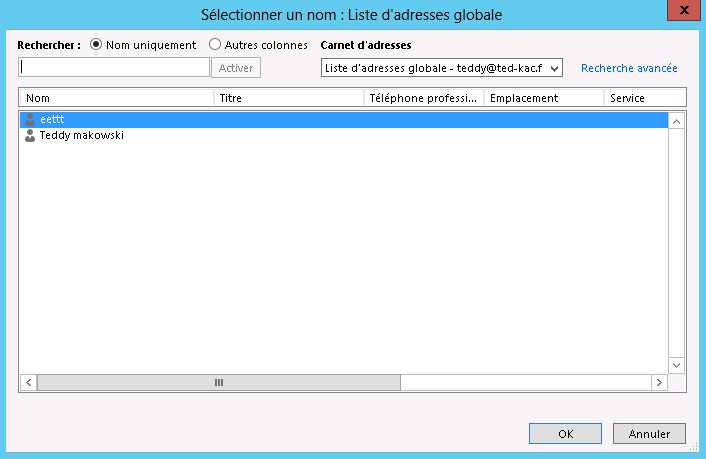 Sélectionner un nom : Liste d'adresses globale
x
Rechercher : Nom uniquement Autres colonnes Carnet d'adresses
Activer Liste d'adresses globale - teddy@ted-kac.f Recherche avancée
Nom Titre Téléphone professi... Emplacement Service
eettt
Teddy makowski
OK Annuler